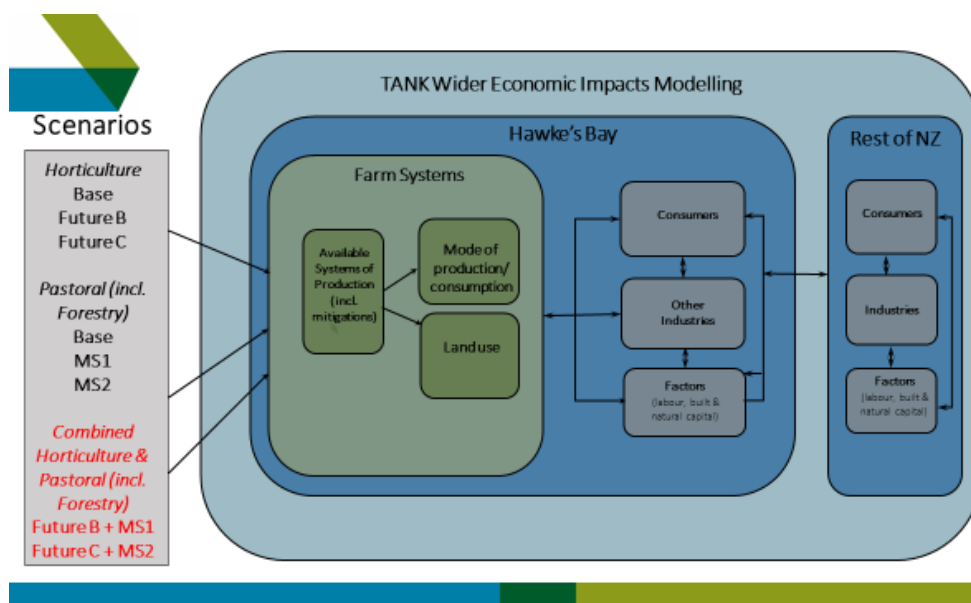 Scenarios
Horticulture
Base
Future B
Future C
Pastoral (incl.
Forestry)
Base
MS1
MS2
Combined
Horticulture &
Pastoral (incl.
Forestry)
Future B + MS1
Future C + MS2
TANK Wider Economic Impacts Modelling
Hawke's Bay
Farm Systems
Available
Systems of
Production
(incl.
mitigations)
Mode of
production/
consumption
Land use
Consumers
Other
Industries
Factors
(labour, built &
natural capital)
Rest of NZ
Consumers
Industries
Factors
(labour, built &
natural capital)